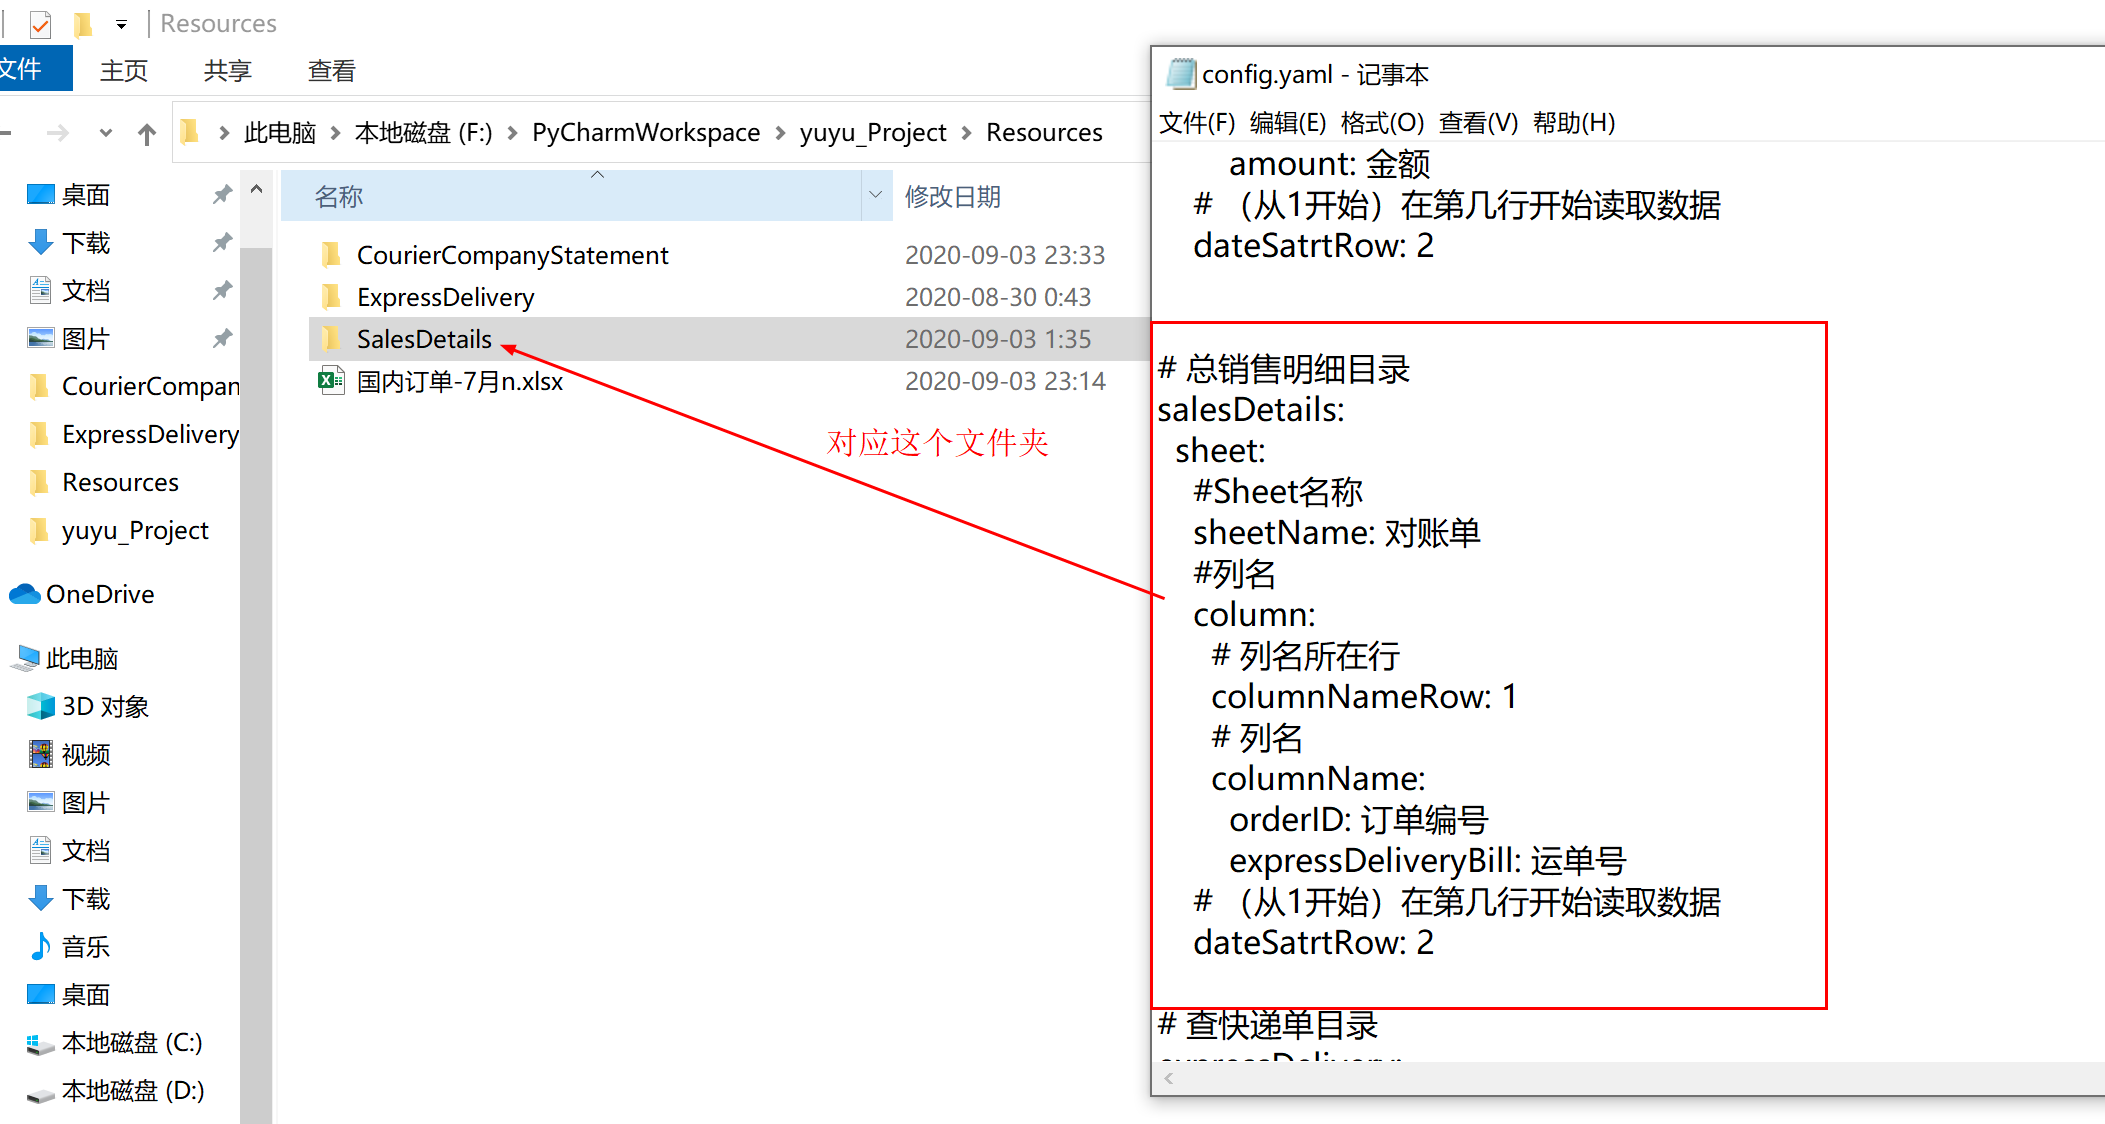 Resources
文件 主页 共享 查看
此电脑 本地磁盘 (F:) PyCharmWorkspace yuyu_Project Resources
桌面
下载
文档
图片
CourierCompan
ExpressDelivery
Resources
yuyu_Project
OneDrive
此电脑
3D 对象
视频
图片
文档
下载
音乐
桌面
本地磁盘 (C:)
本地磁盘 (D:)
名称 修改日期
CourierCompanyStatement 2020-09-03 23:33
ExpressDelivery 2020-08-30 0:43
SalesDetails 2020-09-03 1:35
国内订单-7月n.xlsx 2020-09-03 23:14
对应这个文件夹
config.yaml - 记事本
文件(F) 编辑(E) 格式(O) 查看(V) 帮助(H)
amount: 金额
# （从1开始）在第几行开始读取数据
dateSatrtRow: 2
# 总销售明细目录
salesDetails:
sheet:
#Sheet名称
sheetName: 对账单
#列名
column:
# 列名所在行
columnNameRow: 1
# 列名
columnName:
orderID: 订单编号
expressDeliveryBill: 运单号
# （从1开始）在第几行开始读取数据
dateSatrtRow: 2
# 查快递单目录
expressDelivery: